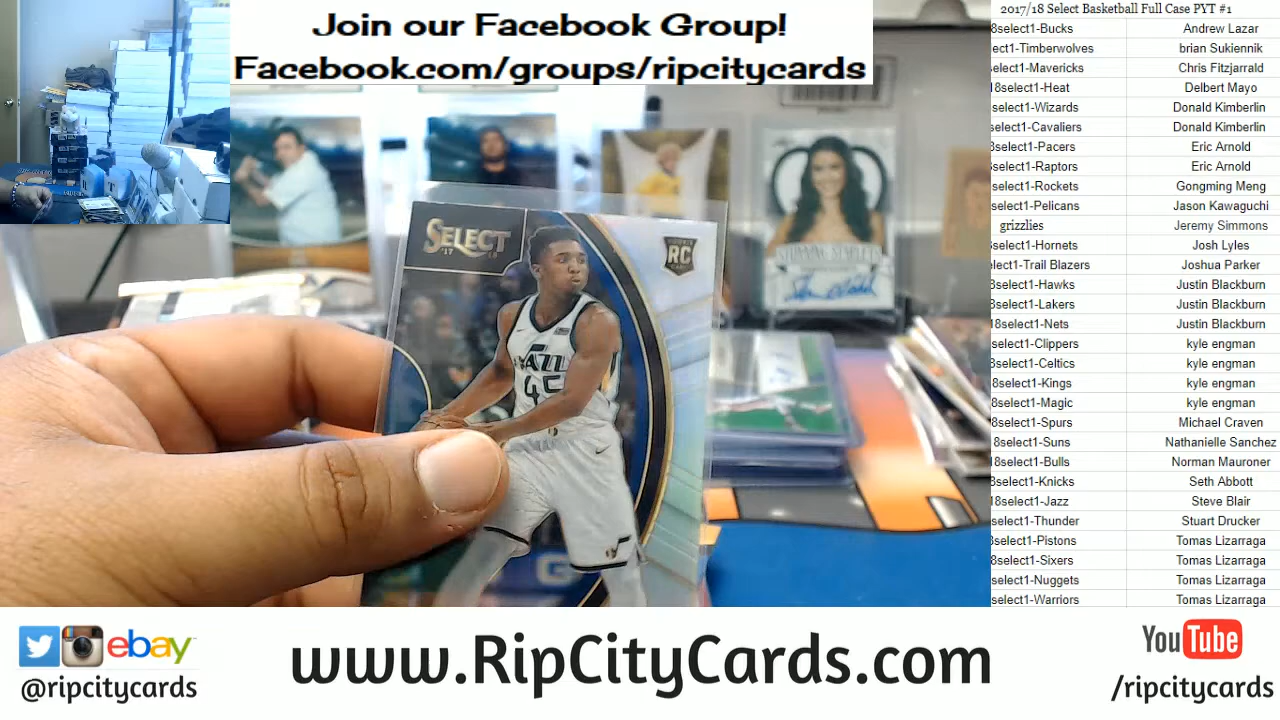 Join our Facebook Group!
Facebook.com/groups/ripcitycards
2017/18 Select Basketball Full Case PYT #1
8select1-Bucks Andrew Lazar
ect1-Timberwolves brian Sukiennik
select1-Mavericks Chris Fitzjarrald
18select1-Heat Delbert Mayo
select1-Wizards Donald Kimberlin
select1-Cavaliers Donald Kimberlin
8select1-Pacers Eric Arnold
select1-Raptors Eric Arnold
select1-Rockets Gongming Meng
select1-Pelicans Jason Kawaguchi
grizzlies Jeremy Simmons
select1-Hornets Josh Lyles
ect1-Trail Blazers Joshua Parker
select1-Hawks Justin Blackburn
select1-Lakers Justin Blackburn
18select1-Nets Justin Blackburn
select1-Clippers kyle engman
select1-Celtics kyle engman
8select1-Kings kyle engman
8select1-Magic kyle engman
8select1-Spurs Michael Craven
8select1-Suns Nathanielle Sanchez
18select1-Bulls Norman Mauroner
8select1-Knicks Seth Abbott
18select1-Jazz Steve Blair
select1-Thunder Stuart Drucker
8select1-Pistons Tomas Lizarraga
8select1-Sixers Tomas Lizarraga
select1-Nuggets Tomas Lizarraga
select1-Warriors Tomas Lizarraga
SELECT
'17 18
RC
JAZZ
45
ebay
@ripcitycards
www.RipCityCards.com
YouTube
/ripcitycards